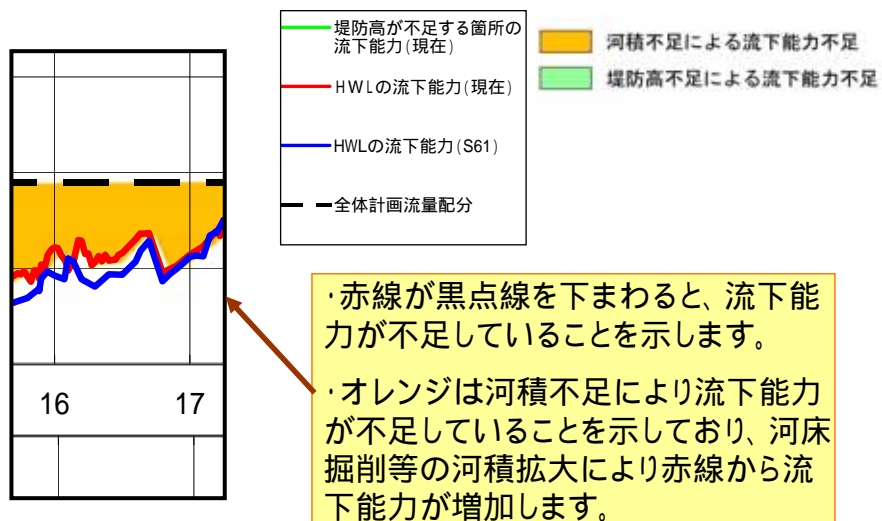 堤防高が不足する箇所の
流下能力(現在)
HWLの流下能力(現在)
HWLの流下能力(S61)
全体計画流量配分
河積不足による流下能力不足
堤防高不足による流下能力不足
16 17
・赤線が黒点線を下まわると、流下能
力が不足していることを示します。
・オレンジは河積不足により流下能力
が不足していることを示しており、河床
掘削等の河積拡大により赤線から流
下能力が増加します。